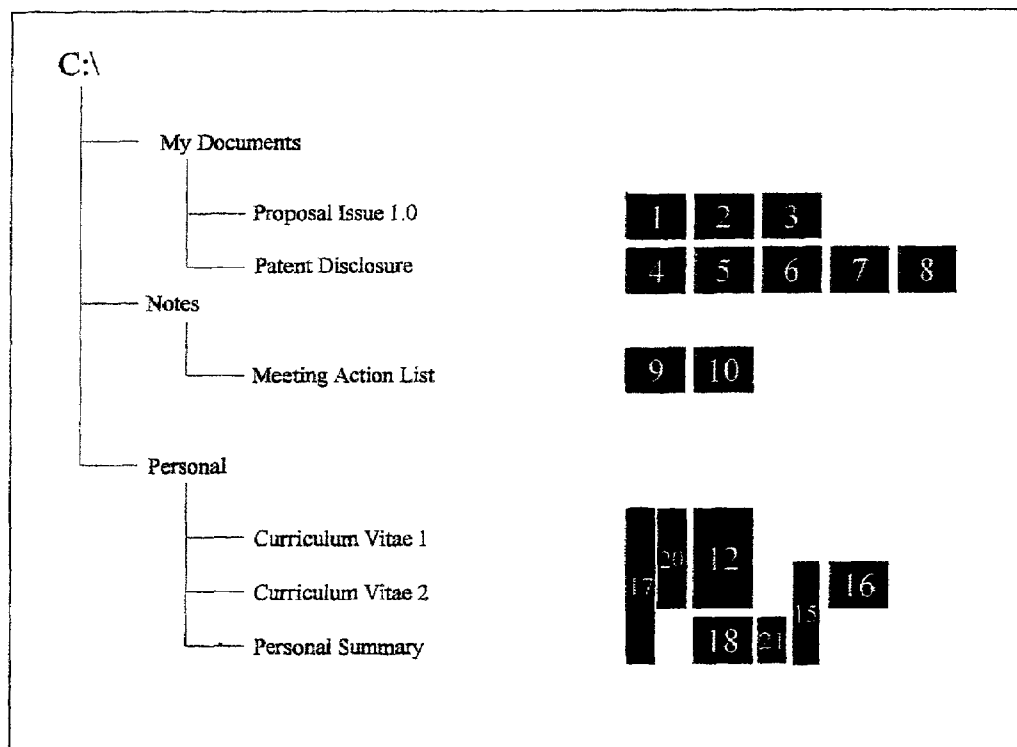 C:\
My Documents
Proposal Issue 1.0 1 2 3
Patent Disclosure 4 5 6 7 8
Notes
Meeting Action List 9 10
Personal
Curriculum Vitae 1 17 20 12
Curriculum Vitae 2 15 16
Personal Summary 18 21